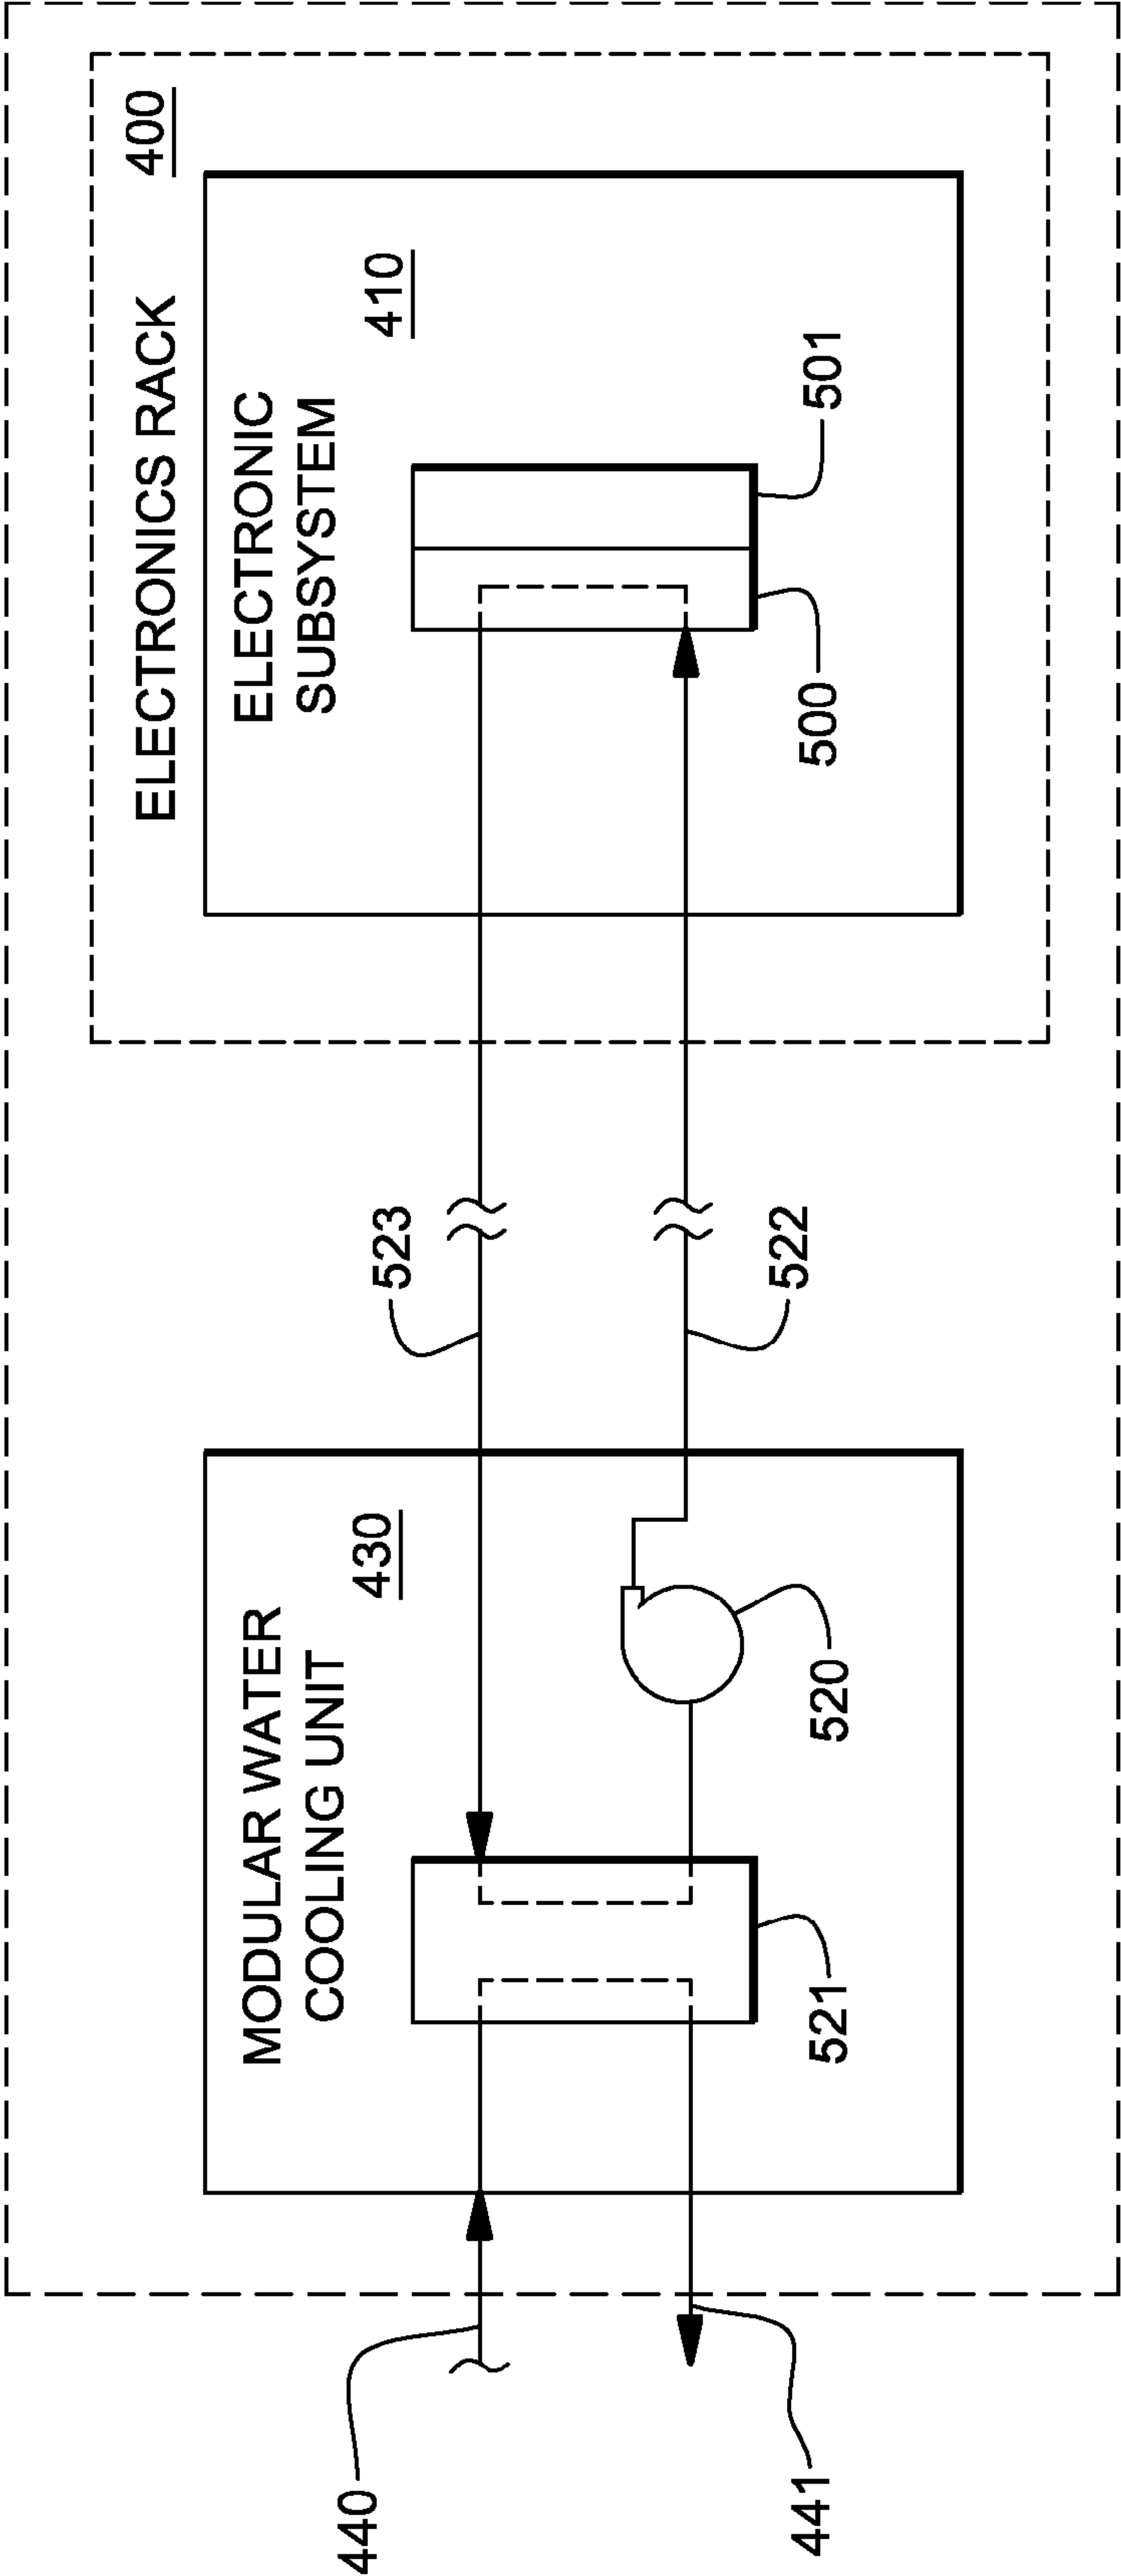 ELECTRONICS RACK
400
ELECTRONIC
SUBSYSTEM
410
501
500
523
522
MODULAR WATER
COOLING UNIT
430
520
521
440
441